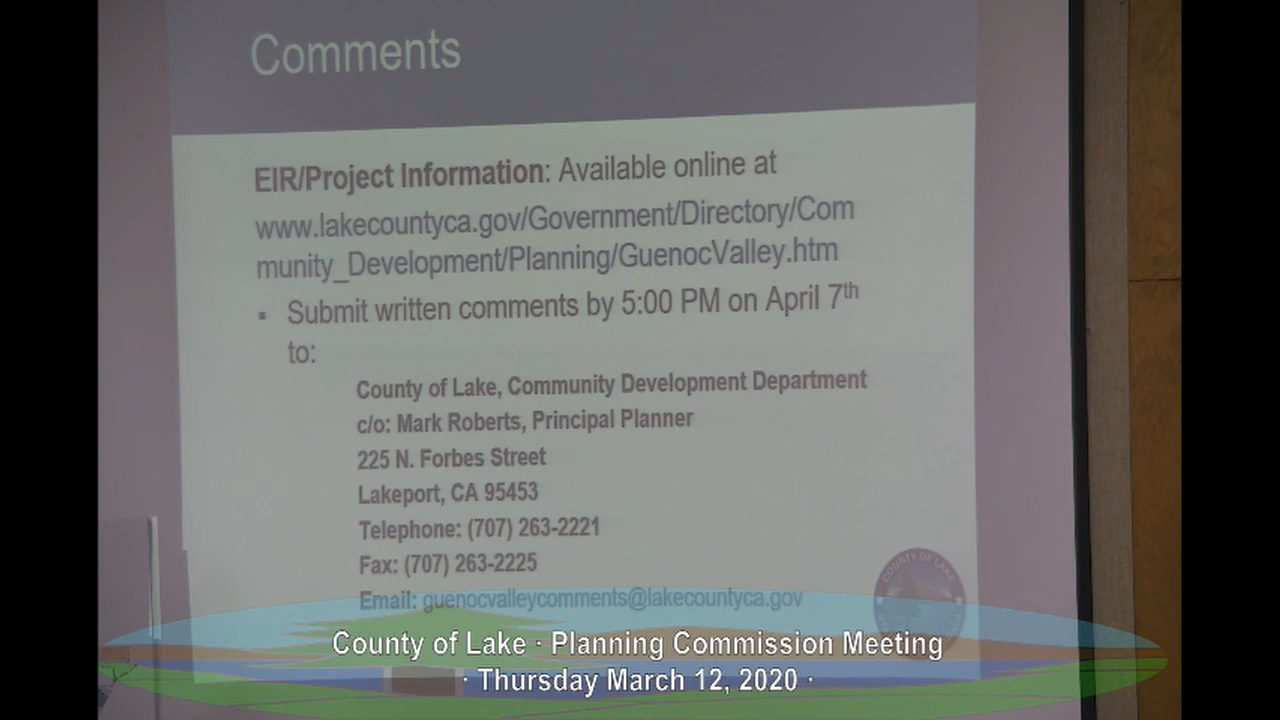 Comments
EIR/Project Information: Available online at
www.lakecountyca.gov/Government/Directory/Com
munity_Development/Planning/GuenocValley.htm
▪ Submit written comments by 5:00 PM on April 7th
to:
County of Lake, Community Development Department
c/o: Mark Roberts, Principal Planner
225 N. Forbes Street
Lakeport, CA 95453
Telephone: (707) 263-2221
Fax: (707) 263-2225
Email: guenocvalleycomments@lakecountyca.gov
COUNTY OF LAKE
County of Lake · Planning Commission Meeting
· Thursday March 12, 2020 ·